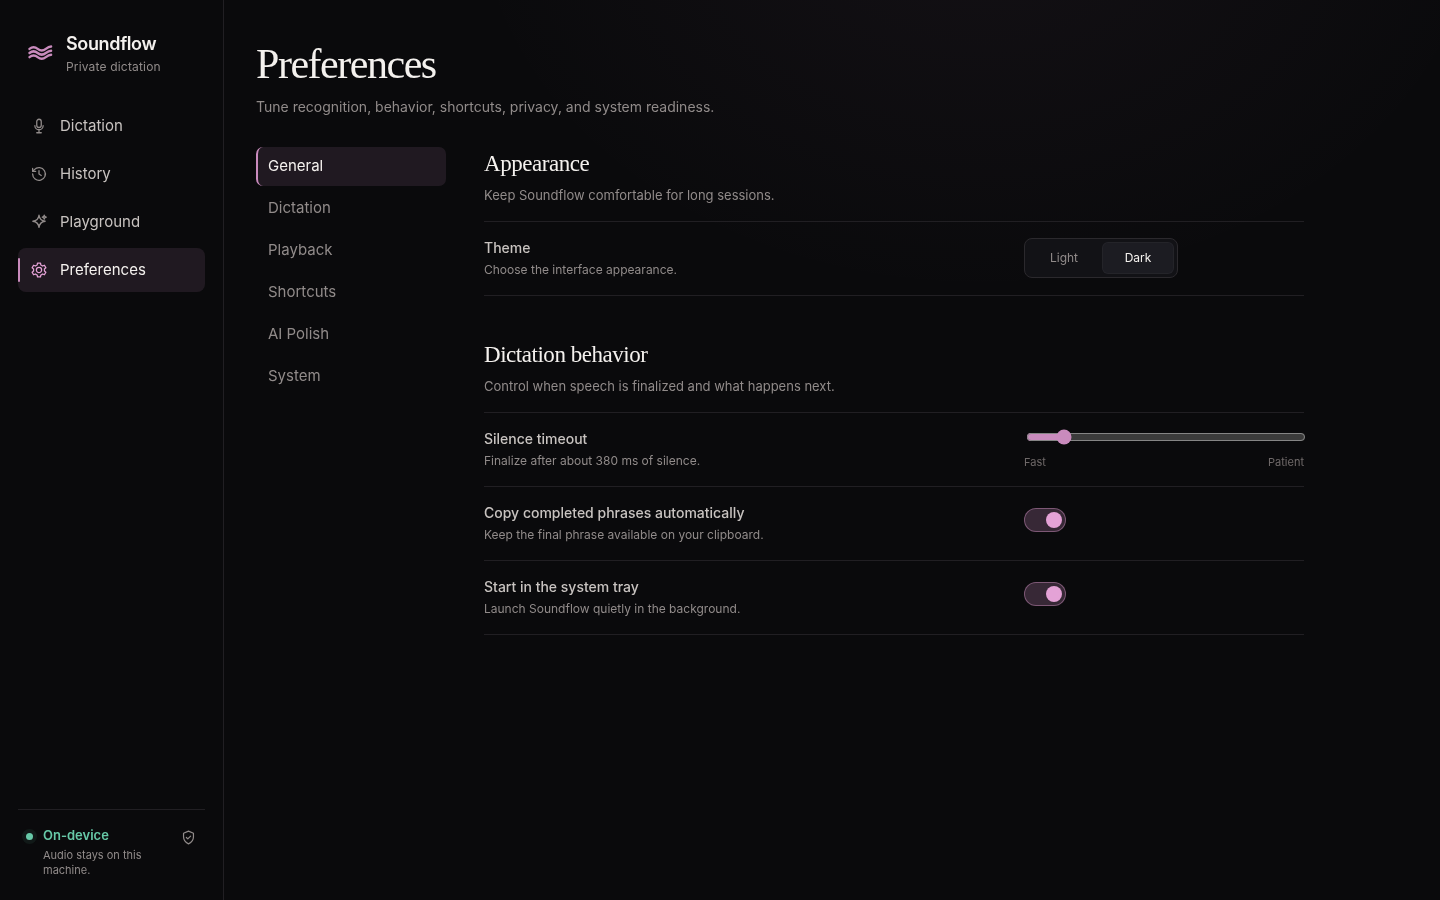 Soundflow
Private dictation
Dictation
History
Playground
Preferences
On-device
Audio stays on this
machine.
Preferences
Tune recognition, behavior, shortcuts, privacy, and system readiness.
General
Dictation
Playback
Shortcuts
AI Polish
System
Appearance
Keep Soundflow comfortable for long sessions.
Theme
Choose the interface appearance.
Light Dark
Dictation behavior
Control when speech is finalized and what happens next.
Silence timeout
Finalize after about 380 ms of silence.
Fast Patient
Copy completed phrases automatically
Keep the final phrase available on your clipboard.
Start in the system tray
Launch Soundflow quietly in the background.